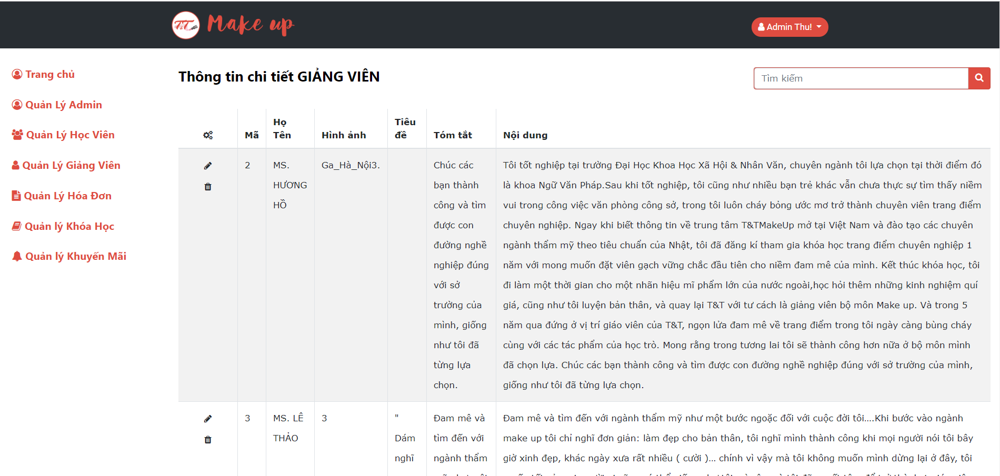 T&T Make up
Admin Thu!
Trang chủ
Quản Lý Admin
Quản Lý Học Viên
Quản Lý Giảng Viên
Quản Lý Hóa Đơn
Quản lý Khóa Học
Quản lý Khuyến Mãi
Thông tin chi tiết GIẢNG VIÊN
Tìm kiếm
Mã
Họ
Tên
Hình ảnh
Tiêu
đề
Tóm tắt
Nội dung
2
MS.
HƯƠNG
HỒ
Ga_Hà_Nội3.
Chúc các
bạn thành
công và tìm
được con
đường nghề
nghiệp đúng
với sở
trường của
mình, giống
như tôi đã
từng lựa
chọn.
Tôi tốt nghiệp tại trường Đại Học Khoa Học Xã Hội & Nhân Văn, chuyên ngành tôi lựa chọn tại thời điểm đó
là khoa Ngữ Văn Pháp.Sau khi tốt nghiệp, tôi cũng như nhiều bạn trẻ khác vẫn chưa thực sự tìm thấy niềm
vui trong công việc văn phòng công sở, trong tôi luôn cháy bỏng ước mơ trở thành chuyên viên trang điểm
chuyên nghiệp. Ngay khi biết thông tin về trung tâm T&TMakeUp mở tại Việt Nam và đào tạo các chuyên
ngành thẩm mỹ theo tiêu chuẩn của Nhật, tôi đã đăng kí tham gia khóa học trang điểm chuyên nghiệp 1
năm với mong muốn đặt viên gạch vững chắc đầu tiên cho niềm đam mê của mình. Kết thúc khóa học, tôi
đi làm một thời gian cho một nhãn hiệu mĩ phẩm lớn của nước ngoài,học hỏi thêm những kinh nghiệm quí
giá, cũng như tôi luyện bản thân, và quay lại T&T với tư cách là giảng viên bộ môn Make up. Và trong 5
năm qua đứng ở vị trí giáo viên của T&T, ngọn lửa đam mê về trang điểm trong tôi ngày càng bùng cháy
cùng với các tác phẩm của học trò. Mong rằng trong tương lai tôi sẽ thành công hơn nữa ở bộ môn mình
đã chọn lựa. Chúc các bạn thành công và tìm được con đường nghề nghiệp đúng với sở trường của mình,
giống như tôi đã từng lựa chọn.
3
MS. LÊ
THẢO
3
"
Dám
nghĩ
Đam mê và
tìm đến với
ngành thẩm
Đam mê và tìm đến với ngành thẩm mỹ như một bước ngoặc đối với cuộc đời tôi….Khi bước vào ngành
make up tôi chỉ nghĩ đơn giản: làm đẹp cho bản thân, tôi nghĩ mình thành công khi mọi người nói tôi bây
giờ xinh đẹp, khác ngày xưa rất nhiều ( cười )… chính vì vậy mà tôi không muốn mình dừng lại ở đây, tôi